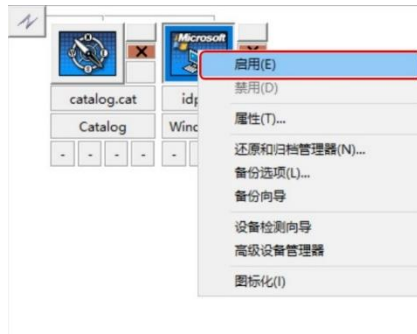 Microsoft
catalog.cat
idp
Catalog
Winc
- - - -
-
启用(E)
禁用(D)
属性(T)...
还原和归档管理器(N)...
备份选项(L)...
备份向导
设备检测向导
高级设备管理器
图标化(I)